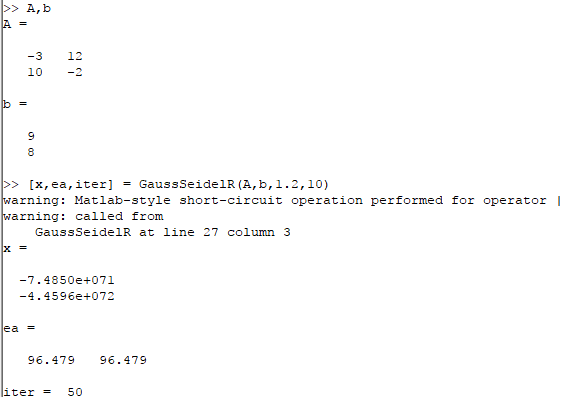 >> A,b
A =
-3 12
10 -2
b =
9
8
>> [x,ea,iter] = GaussSeidelR(A,b,1.2,10)
warning: Matlab-style short-circuit operation performed for operator |
warning: called from
GaussSeidelR at line 27 column 3
x =
-7.4850e+071
-4.4596e+072
ea =
96.479 96.479
iter = 50